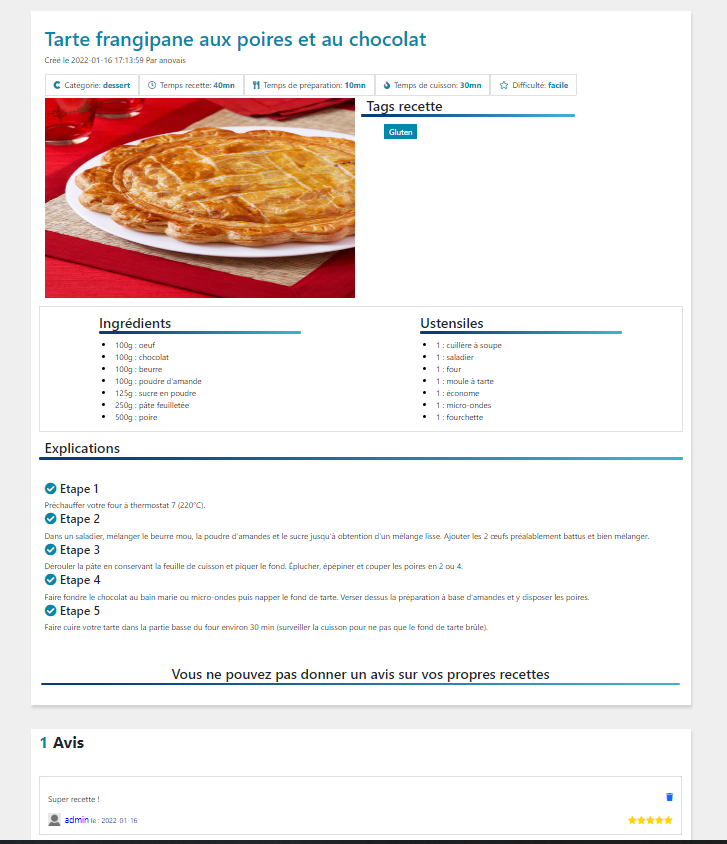 Tarte frangipane aux poires et au chocolat
Créé le 2022-01-16 17:13:59 Par anovais
Catégorie: dessert Temps recette: 40mn Temps de préparation: 10mn Temps de cuisson: 30mn Difficulté: facile
Tags recette
Gluten
Ingrédients
100g : oeuf
100g : chocolat
100g : beurre
100g : poudre d'amande
125g : sucre en poudre
250g : pâte feuilletée
500g : poire
Ustensiles
1 : cuillère à soupe
1 : saladier
1 : four
1 : moule à tarte
1 : économe
1 : micro-ondes
1 : fourchette
Explications
Etape 1
Préchauffer votre four à thermostat 7 (220°C).
Etape 2
Dans un saladier, mélanger le beurre mou, la poudre d'amandes et le sucre jusqu'à obtention d'un mélange lisse. Ajouter les 2 œufs préalablement battus et bien mélanger.
Etape 3
Dérouler la pâte en conservant la feuille de cuisson et piquer le fond. Éplucher, épépiner et couper les poires en 2 ou 4.
Etape 4
Faire fondre le chocolat au bain marie ou micro-ondes puis napper le fond de tarte. Verser dessus la préparation à base d'amandes et y disposer les poires.
Etape 5
Faire cuire votre tarte dans la partie basse du four environ 30 min (surveiller la cuisson pour ne pas que le fond de tarte brûle).
Vous ne pouvez pas donner un avis sur vos propres recettes
1 Avis
Super recette !
admin le : 2022-01-16